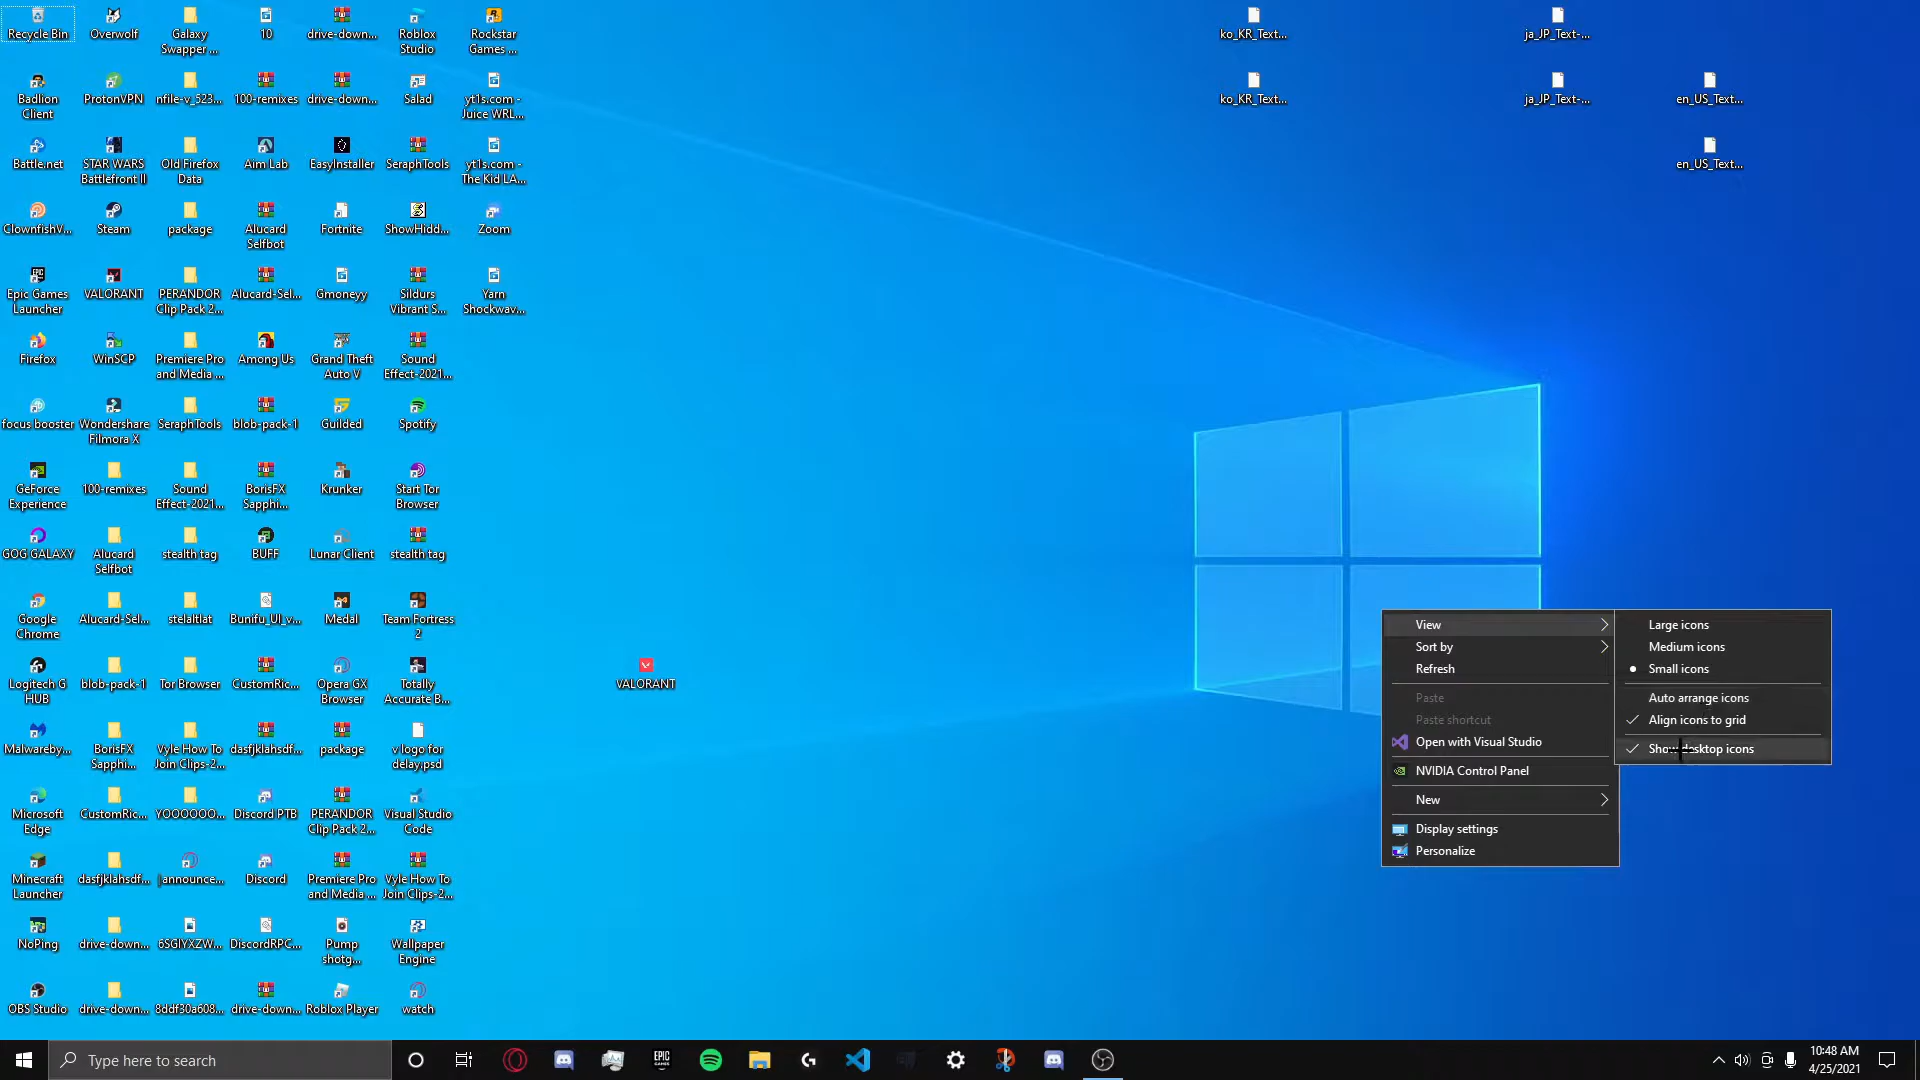 Recycle Bin
Overwolf
Galaxy
Swapper ...
10
drive-down...
Roblox
Studio
Rockstar
Games ...
ko_KR_Text...
ja_JP_Text-...
Badlion
Client
ProtonVPN
nfile-v_523...
100-remixes
drive-down...
Salad
yt1s.com -
Juice WRL...
ko_KR_Text...
ja_JP_Text-...
en_US_Text...
Battle.net
STAR WARS
Battlefront II
Old Firefox
Data
Aim Lab
EasyInstaller
SeraphTools
yt1s.com -
The Kid LA...
en_US_Text...
ClownfishV...
Steam
package
Alucard
Selfbot
Fortnite
ShowHidd...
Zoom
Epic Games
Launcher
VALORANT
PERANDOR
Clip Pack 2...
Alucard-Sel...
Gmoneyy
Sildurs
Vibrant S...
Yarn
Shockwav...
Firefox
WinSCP
Premiere Pro
and Media ...
Among Us
Grand Theft
Auto V
Sound
Effect-2021...
focus booster
Wondershare
Filmora X
SeraphTools
blob-pack-1
Guilded
Spotify
GeForce
Experience
100-remixes
Sound
Effect-2021...
BorisFX
Sapphi...
Krunker
Start Tor
Browser
GOG GALAXY
Alucard
Selfbot
stealth tag
BUFF
Lunar Client
stealth tag
Google
Chrome
Alucard-Sel...
stelaltlat
Bunifu_UI_v...
Medal
Team Fortress
2
Logitech G
HUB
blob-pack-1
Tor Browser
CustomRic...
Opera GX
Browser
Totally
Accurate B...
VALORANT
Malwareby...
BorisFX
Sapphi...
Vyle How To
Join Clips-2...
dasfjklahsdf...
package
v logo for
delay.psd
Microsoft
Edge
CustomRic...
YOOOOOO...
Discord PTB
PERANDOR
Clip Pack 2...
Visual Studio
Code
Minecraft
Launcher
dasfjklahsdf...
announce...
Discord
Premiere Pro
and Media ...
Vyle How To
Join Clips-2...
NoPing
drive-down...
6SGIYXZW...
DiscordRPC...
Pump
shotg...
Wallpaper
Engine
OBS Studio
drive-down...
8ddf30a608...
drive-down...
Roblox Player
watch
View
Sort by
Refresh
Paste
Paste shortcut
Open with Visual Studio
NVIDIA Control Panel
New
Display settings
Personalize
Large icons
Medium icons
Small icons
Auto arrange icons
Align icons to grid
Show desktop icons
Type here to search
EPIC
GAMES
10:48 AM
4/25/2021